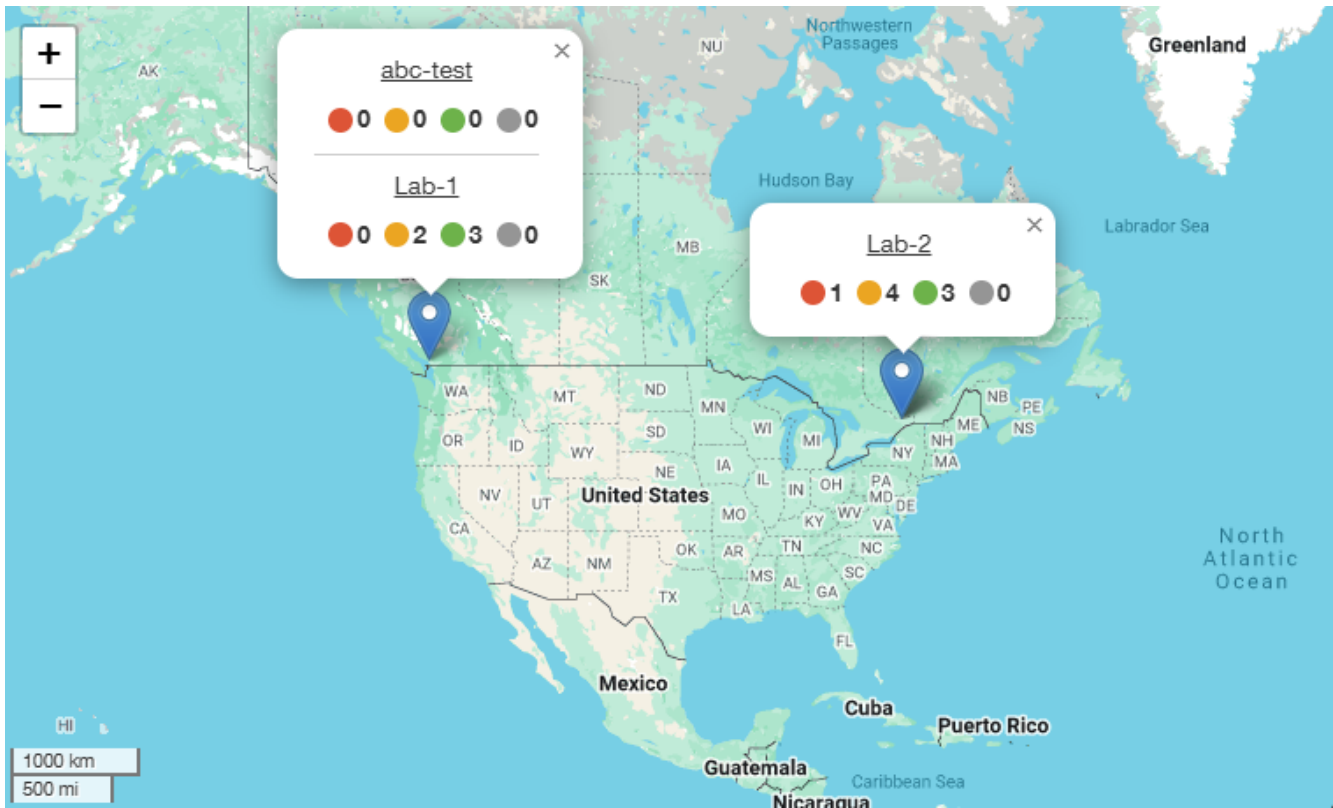 +
−
abc-test
0 0 0 0
Lab-1
0 2 3 0
×
Lab-2
1 4 3 0
×
AK
NU
Northwestern
Passages
Greenland
Hudson Bay
Labrador Sea
MB
SK
WA
MT
ND
MN
OR
ID
WY
SD
WI
MI
NB
PE
NS
ME
NH
MA
NY
NV
UT
NE
IA
IL
IN
OH
PA
MD
DE
United States
CA
MO
KY
WV
VA
AZ
NM
OK
AR
TN
NC
SC
TX
MS
AL
GA
LA
FL
North
Atlantic
Ocean
Mexico
Cuba
Puerto Rico
HI
Guatemala
Caribbean Sea
Nicaragua
1000 km
500 mi